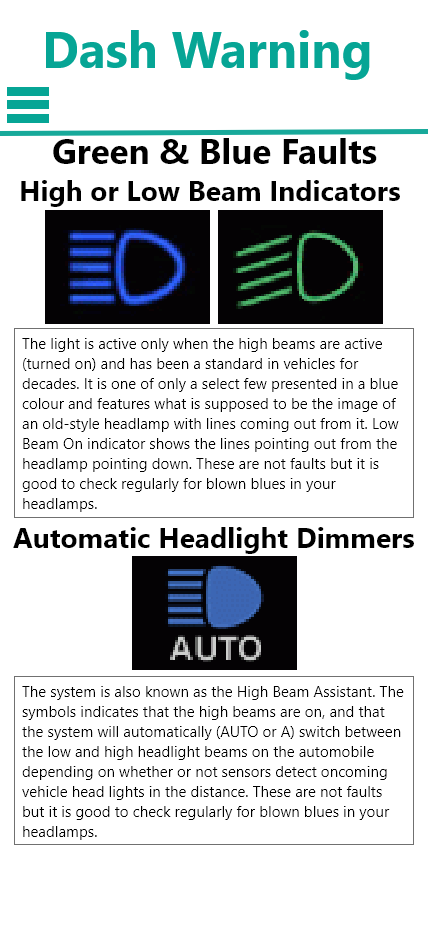 Dash Warning
Green & Blue Faults
High or Low Beam Indicators
The light is active only when the high beams are active
(turned on) and has been a standard in vehicles for
decades. It is one of only a select few presented in a blue
colour and features what is supposed to be the image of
an old-style headlamp with lines coming out from it. Low
Beam On indicator shows the lines pointing out from the
headlamp pointing down. These are not faults but it is
good to check regularly for blown blues in your
headlamps.
Automatic Headlight Dimmers
AUTO
The system is also known as the High Beam Assistant. The
symbols indicates that the high beams are on, and that
the system will automatically (AUTO or A) switch between
the low and high headlight beams on the automobile
depending on whether or not sensors detect oncoming
vehicle head lights in the distance. These are not faults
but it is good to check regularly for blown blues in your
headlamps.